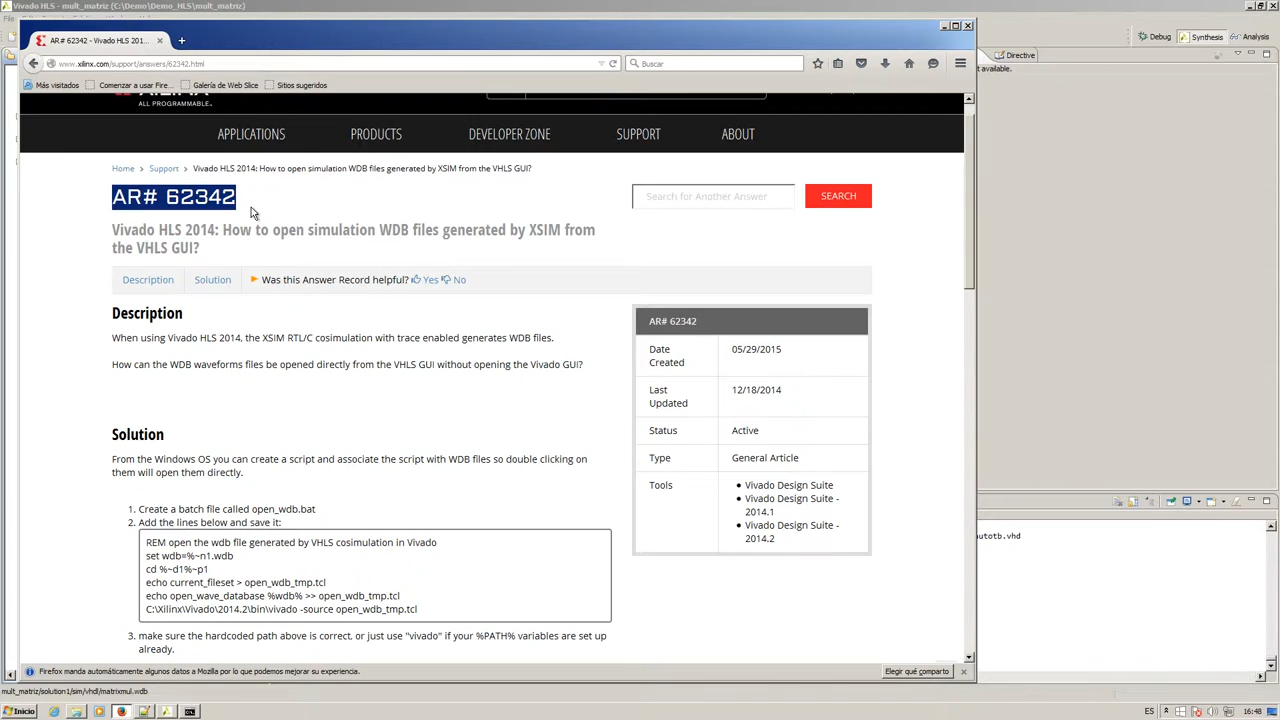 Vivado HLS - mult_matriz (C:\Demo\Demo_HLS\mult_matriz)
AR# 62342 - Vivado HLS 201...
www.xilinx.com/support/answers/62342.html
Buscar
Más visitados
Comenzar a usar Fire...
Galería de Web Slice
Sitios sugeridos
Debug
Synthesis
Analysis
Directive
t available.
ALL PROGRAMMABLE.
APPLICATIONS
PRODUCTS
DEVELOPER ZONE
SUPPORT
ABOUT
Home > Support > Vivado HLS 2014: How to open simulation WDB files generated by XSIM from the VHLS GUI?
AR# 62342
Search for Another Answer
SEARCH
Vivado HLS 2014: How to open simulation WDB files generated by XSIM from
the VHLS GUI?
Description
Solution
Was this Answer Record helpful? Yes No
Description
When using Vivado HLS 2014, the XSIM RTL/C cosimulation with trace enabled generates WDB files.
How can the WDB waveforms files be opened directly from the VHLS GUI without opening the Vivado GUI?
Solution
From the Windows OS you can create a script and associate the script with WDB files so double clicking on
them will open them directly.
1. Create a batch file called open_wdb.bat
2. Add the lines below and save it:
REM open the wdb file generated by VHLS cosimulation in Vivado
set wdb=%~n1.wdb
cd %~d1%~p1
echo current_fileset > open_wdb_tmp.tcl
echo open_wave_database %wdb% >> open_wdb_tmp.tcl
C:\Xilinx\Vivado\2014.2\bin\vivado -source open_wdb_tmp.tcl
3. make sure the hardcoded path above is correct, or just use "vivado" if your %PATH% variables are set up
already.
AR# 62342
Date
Created
05/29/2015
Last
Updated
12/18/2014
Status
Active
Type
General Article
Tools
Vivado Design Suite
Vivado Design Suite -
2014.1
Vivado Design Suite -
2014.2
autotb.vhd
Firefox manda automáticamente algunos datos a Mozilla por lo que podemos mejorar su experiencia.
Elegir qué comparto
mult_matriz/solution1/sim/vhdl/matrixmul.wdb
Inicio
ES
16:48